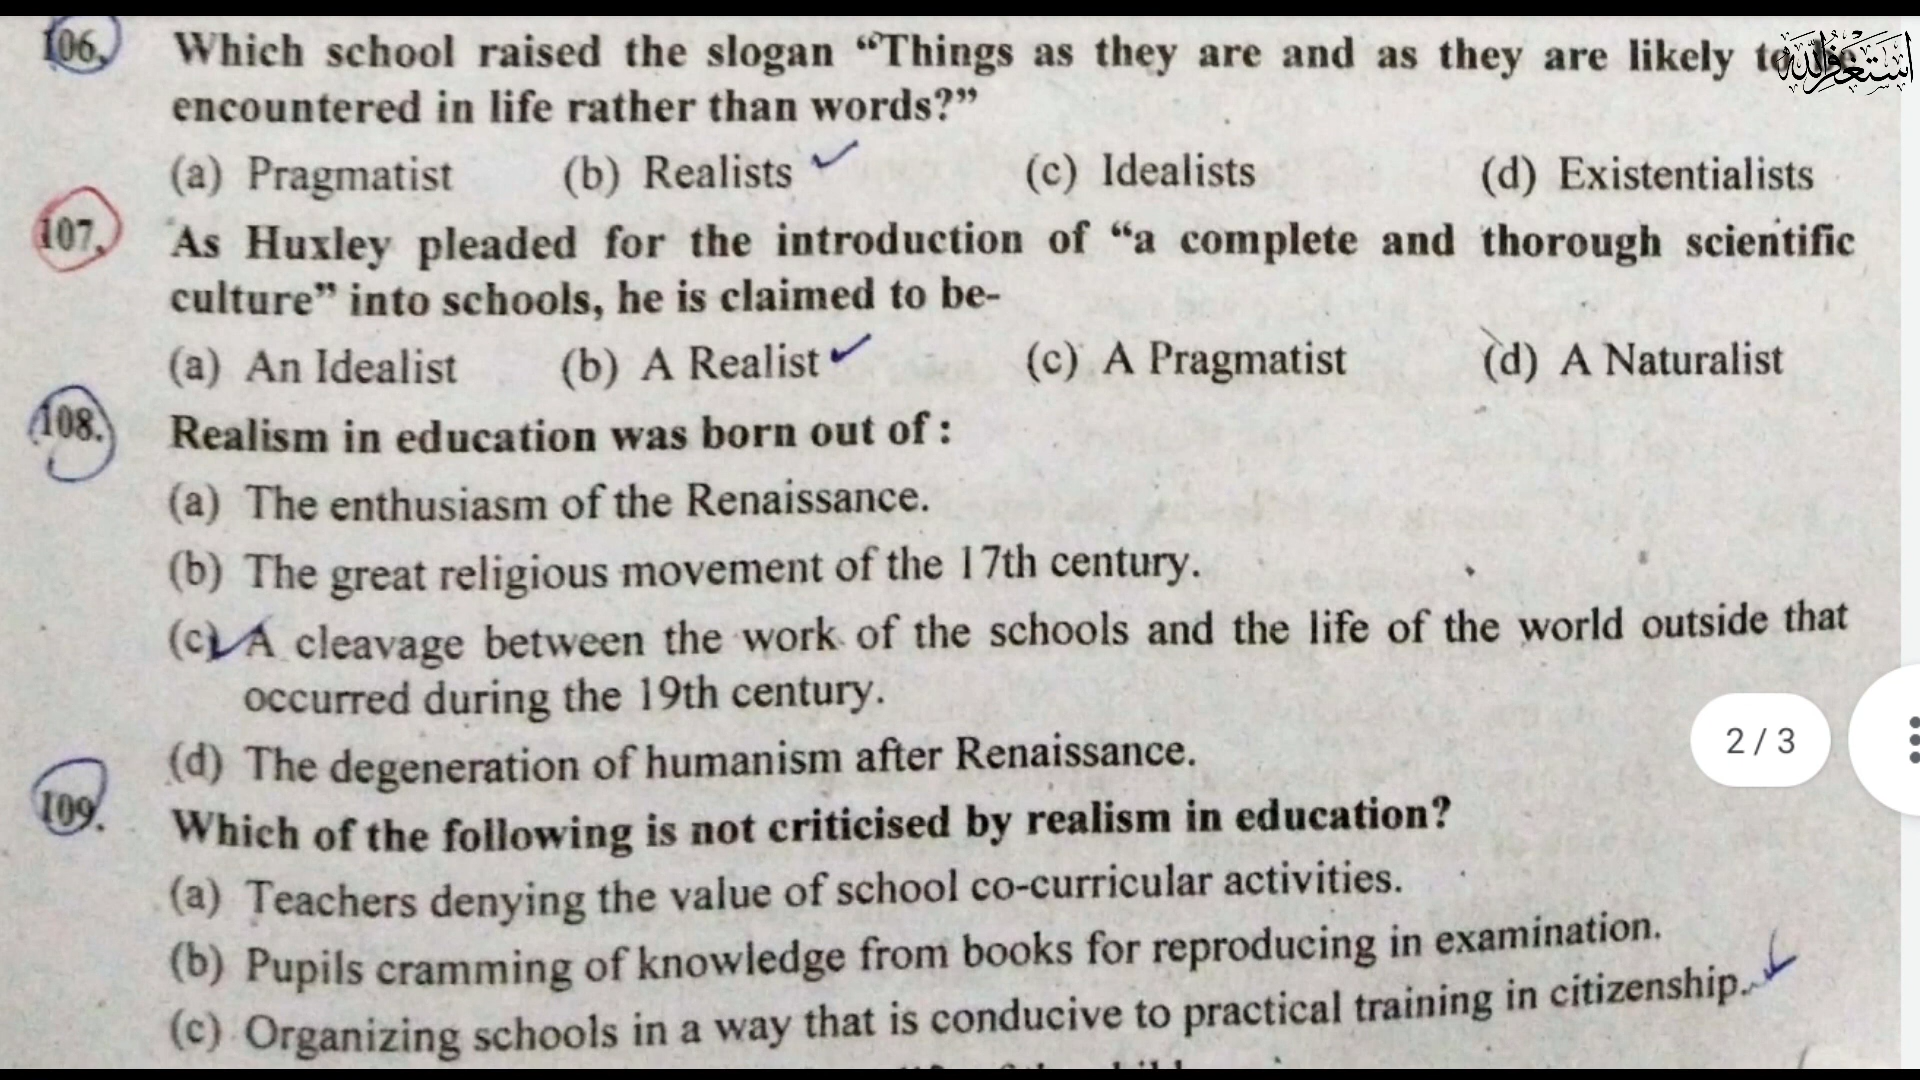 106. Which school raised the slogan “Things as they are and as they are likely to
encountered in life rather than words?”
(a) Pragmatist (b) Realists (c) Idealists (d) Existentialists
107. As Huxley pleaded for the introduction of “a complete and thorough scientific
culture” into schools, he is claimed to be-
(a) An Idealist (b) A Realist (c) A Pragmatist (d) A Naturalist
108. Realism in education was born out of :
(a) The enthusiasm of the Renaissance.
(b) The great religious movement of the 17th century.
(c) A cleavage between the work of the schools and the life of the world outside that
occurred during the 19th century.
(d) The degeneration of humanism after Renaissance.
2 / 3
109. Which of the following is not criticised by realism in education?
(a) Teachers denying the value of school co-curricular activities.
(b) Pupils cramming of knowledge from books for reproducing in examination.
(c) Organizing schools in a way that is conducive to practical training in citizenship.
أستغفر الله